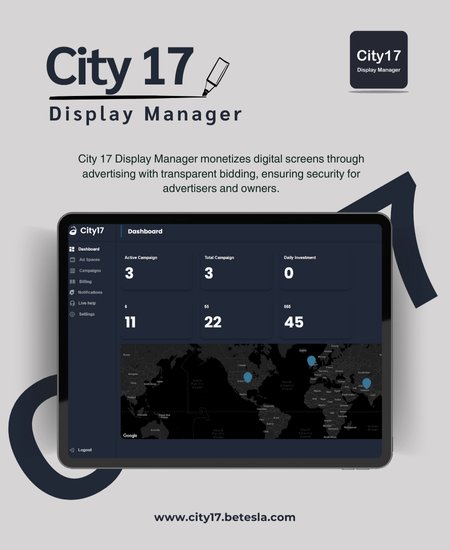 City 17
City17
Display Manager
Display Manager
City 17 Display Manager monetizes digital screens through
advertising with transparent bidding, ensuring security for
advertisers and owners.
City17
Dashboard
Dashboard
Ad Spaces
Campaigns
Billing
Notifications
Live help
Settings
Logout
Active Campaign
3
Total Campaign
3
Daily Investment
0
$
11
$$
22
$$$
45
Google
www.city17.betesla.com